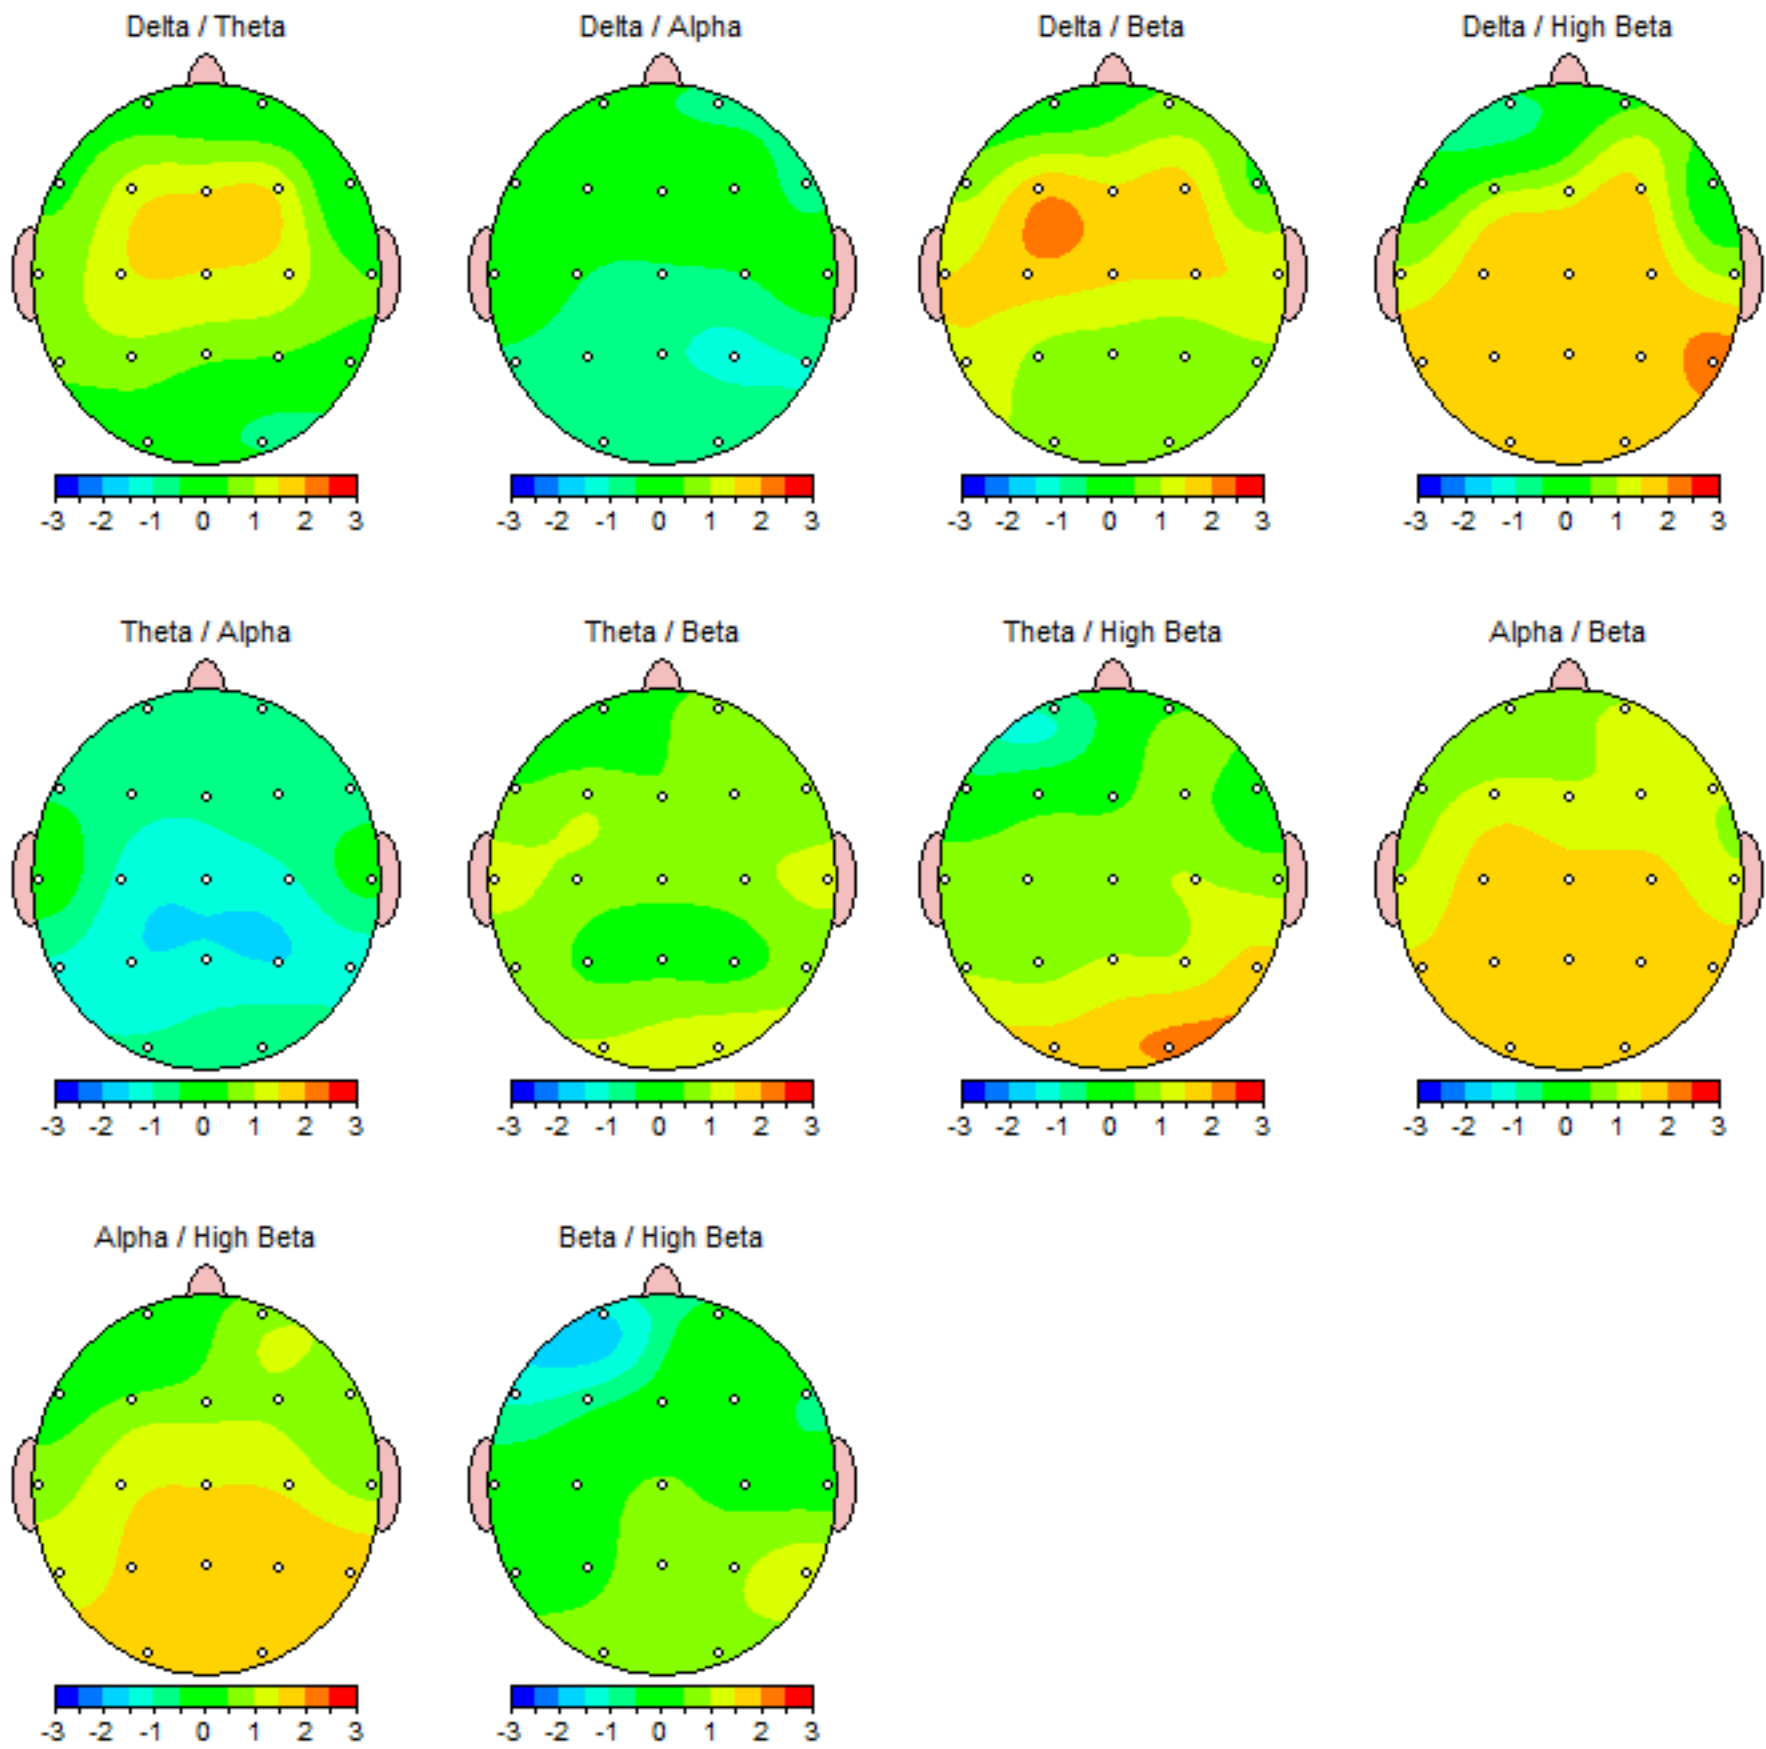 Delta / Theta
Delta / Alpha
Delta / Beta
Delta / High Beta
-3 -2 -1 0 1 2 3
-3 -2 -1 0 1 2 3
-3 -2 -1 0 1 2 3
-3 -2 -1 0 1 2 3
Theta / Alpha
Theta / Beta
Theta / High Beta
Alpha / Beta
-3 -2 -1 0 1 2 3
-3 -2 -1 0 1 2 3
-3 -2 -1 0 1 2 3
-3 -2 -1 0 1 2 3
Alpha / High Beta
Beta / High Beta
-3 -2 -1 0 1 2 3
-3 -2 -1 0 1 2 3